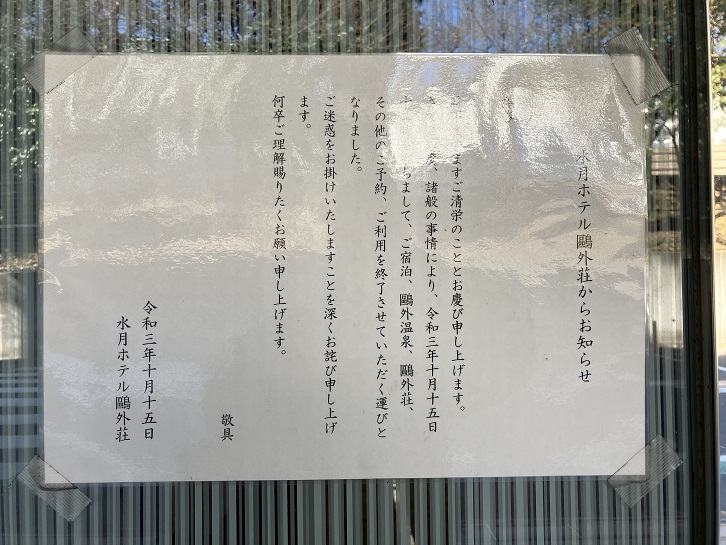 水月ホテル鷗外荘からお知らせ
ますご清栄のこととお慶び申し上げます。
諸般の事情により、令和三年十月十五日
ちまして、ご宿泊、鷗外温泉、鷗外荘、
その他のご予約、ご利用を終了させていただく運びと
なりました。
ご迷惑をお掛けいたしますことを深くお詫び申し上げ
ます。
何卒ご理解賜りたくお願い申し上げます。
敬具
令和三年十月十五日
水月ホテル鷗外荘